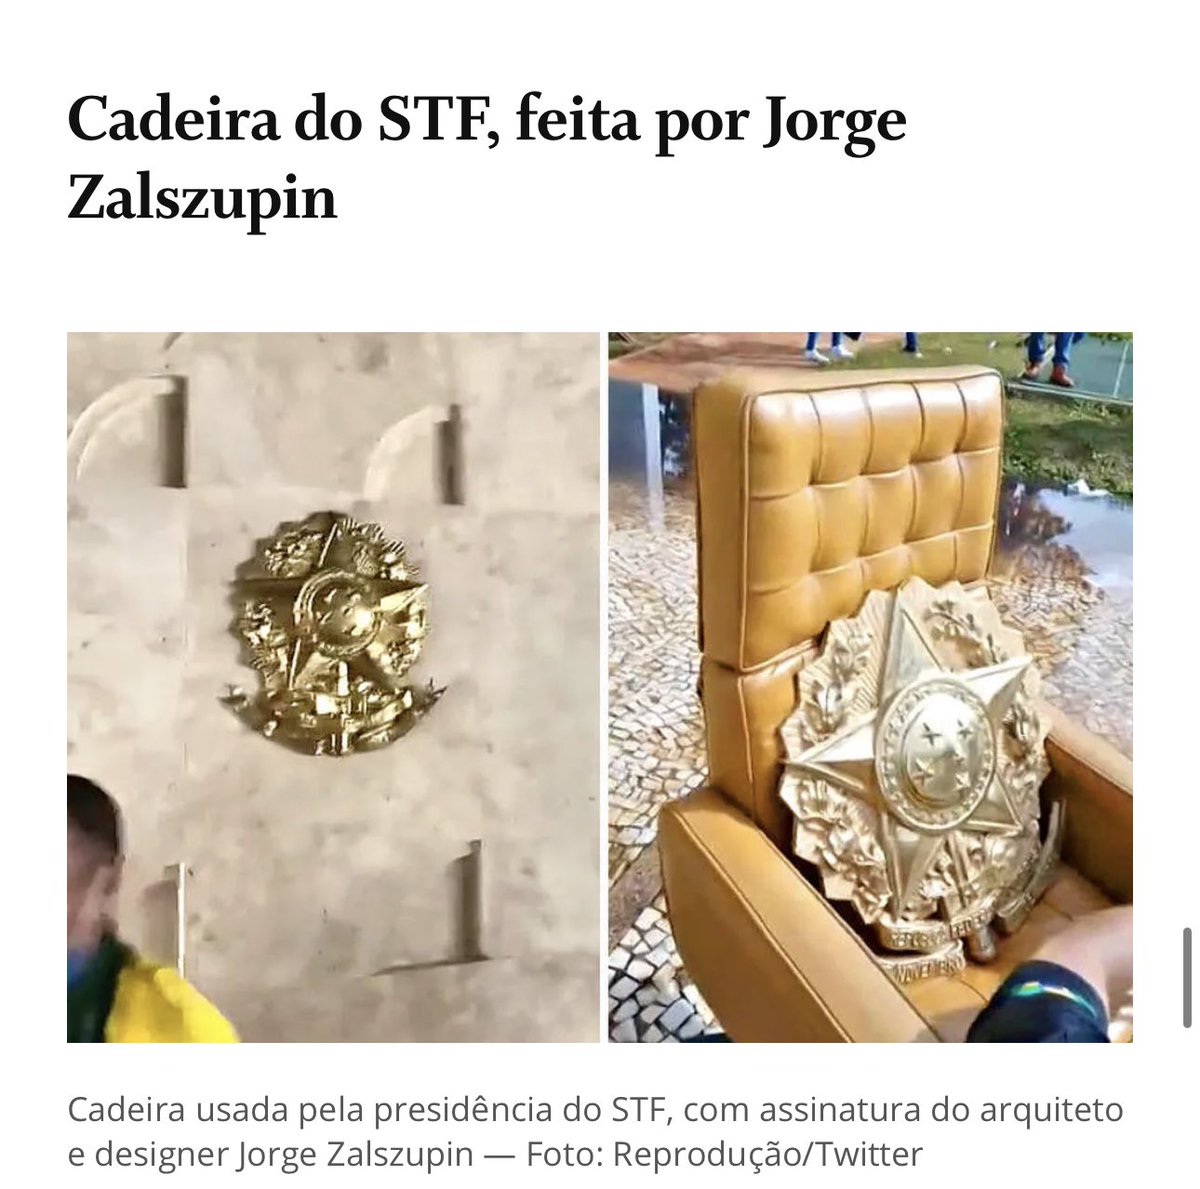 Cadeira do STF, feita por Jorge
Zalszupin
Cadeira usada pela presidência do STF, com assinatura do arquiteto
e designer Jorge Zalszupin — Foto: Reprodução/Twitter